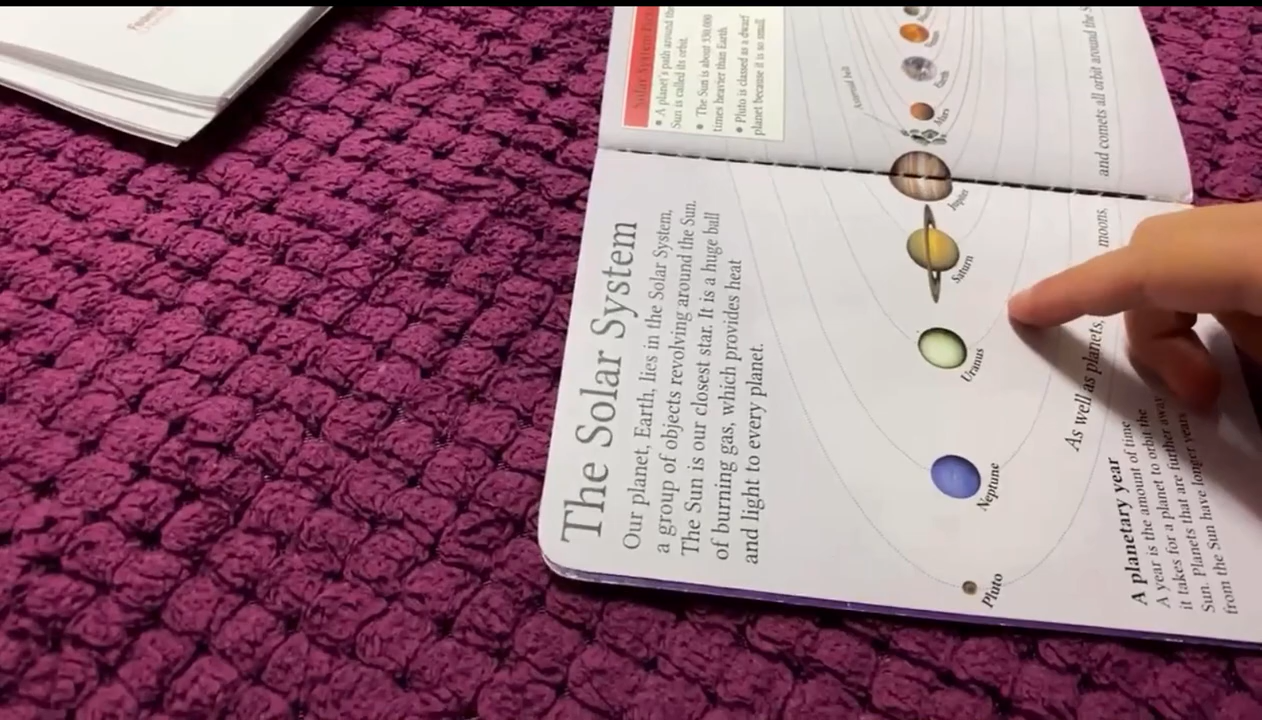 The Solar System
Our planet, Earth, lies in the Solar System,
a group of objects revolving around the Sun.
The Sun is our closest star. It is a huge ball
of burning gas, which provides heat
and light to every planet.
Pluto
Neptune
Uranus
Saturn
Jupiter
Mars
Earth
Asteroid belt
As well as planets, moons,
and comets all orbit around the
A planetary year
A year is the amount of time
it takes for a planet to orbit the
Sun. Planets that are further away
from the Sun have longer years
Solar System
• A planet's path around the
Sun is called its orbit.
• The Sun is about 330,000
times heavier than Earth
• Pluto is classed as a dwarf
planet because it is so small.